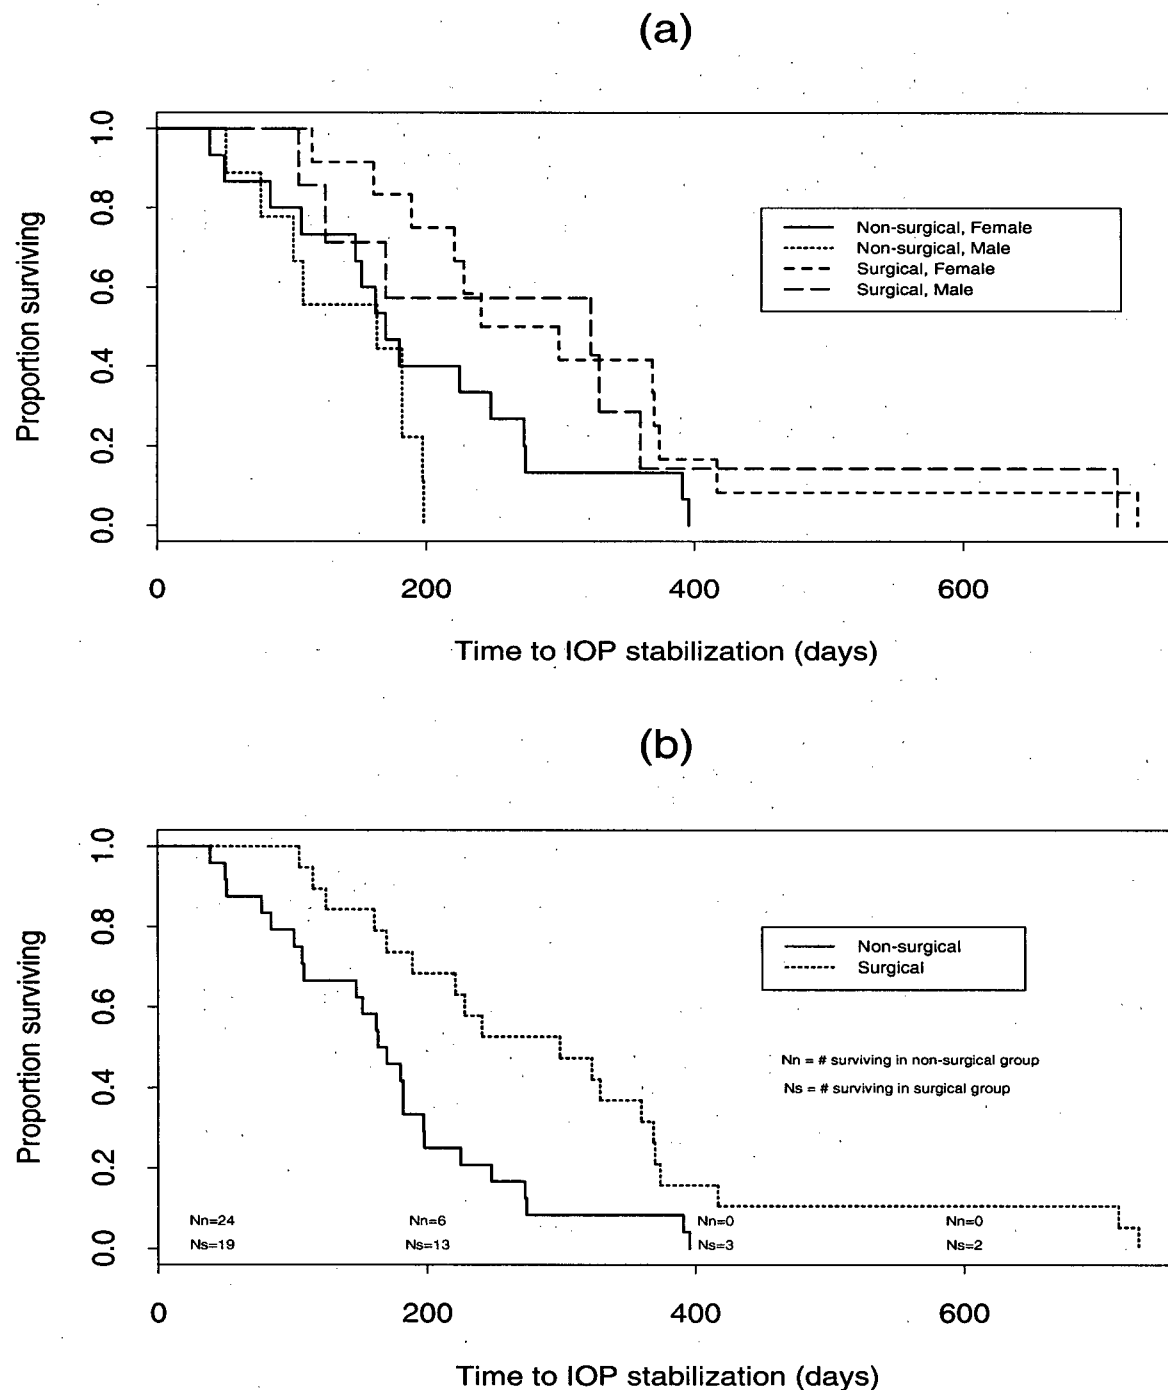 (a)
Proportion surviving
1.0
0.8
0.6
0.4
0.2
0.0
Non-surgical, Female
Non-surgical, Male
Surgical, Female
Surgical, Male
0 200 400 600
Time to IOP stabilization (days)
(b)
Proportion surviving
1.0
0.8
0.6
0.4
0.2
0.0
Non-surgical
Surgical
Nn = # surviving in non-surgical group
Ns = # surviving in surgical group
Nn=24 Nn=6 Nn=0 Nn=0
Ns=19 Ns=13 Ns=3 Ns=2
0 200 400 600
Time to IOP stabilization (days)